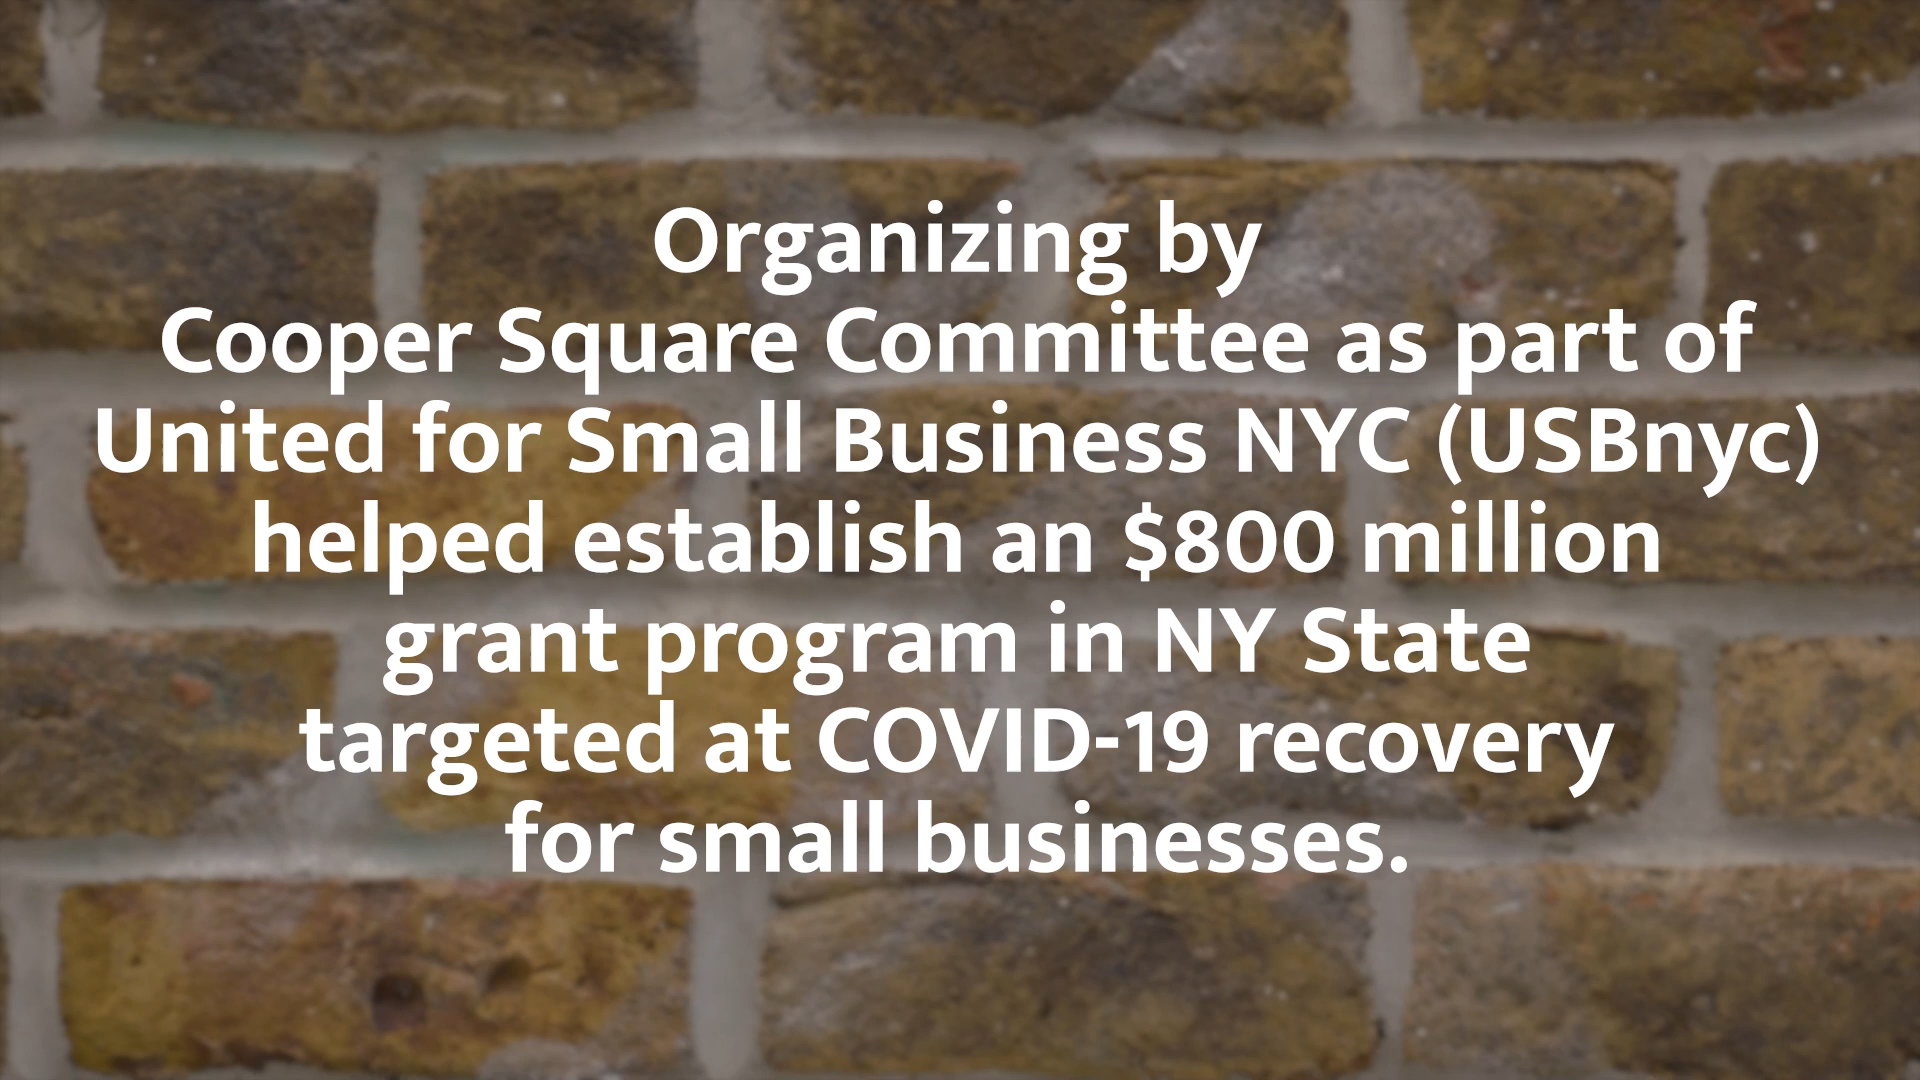 Organizing by
Cooper Square Committee as part of
United for Small Business NYC (USBnyc)
helped establish an $800 million
grant program in NY State
targeted at COVID-19 recovery
for small businesses.